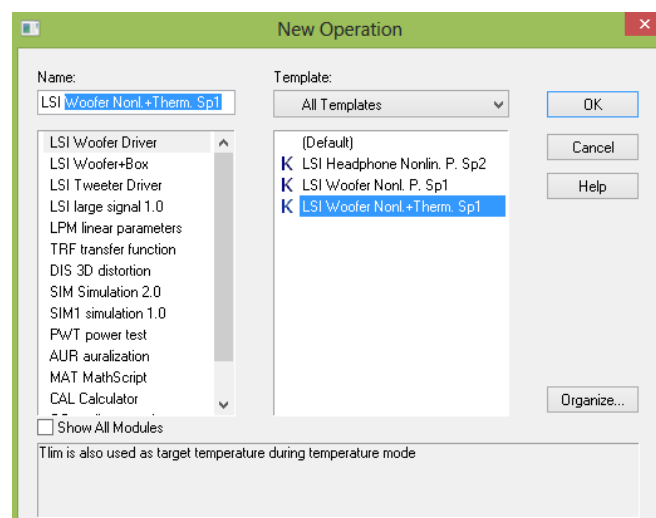 New Operation
Name:
LSI Woofer Nonl.+Therm. Sp1
Template:
All Templates
OK
Cancel
Help
LSI Woofer Driver
LSI Woofer+Box
LSI Tweeter Driver
LSI large signal 1.0
LPM linear parameters
TRF transfer function
DIS 3D distortion
SIM Simulation 2.0
SIM1 simulation 1.0
PWT power test
AUR auralization
MAT MathScript
CAL Calculator
(Default)
K LSI Headphone Nonlin. P. Sp2
K LSI Woofer Nonl. P. Sp1
K LSI Woofer Nonl.+Therm. Sp1
Organize...
Show All Modules
Tlim is also used as target temperature during temperature mode